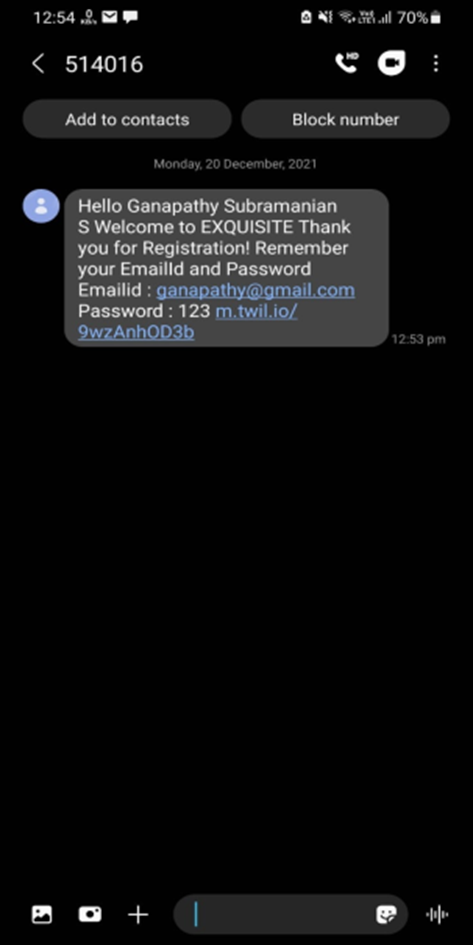 12:54 70%
514016
Add to contacts Block number
Monday, 20 December, 2021
Hello Ganapathy Subramanian
S Welcome to EXQUISITE Thank
you for Registration! Remember
your EmailId and Password
Emailid : ganapathy@gmail.com
Password : 123 m.twil.io/
9wzAnhOD3b
12:53 pm